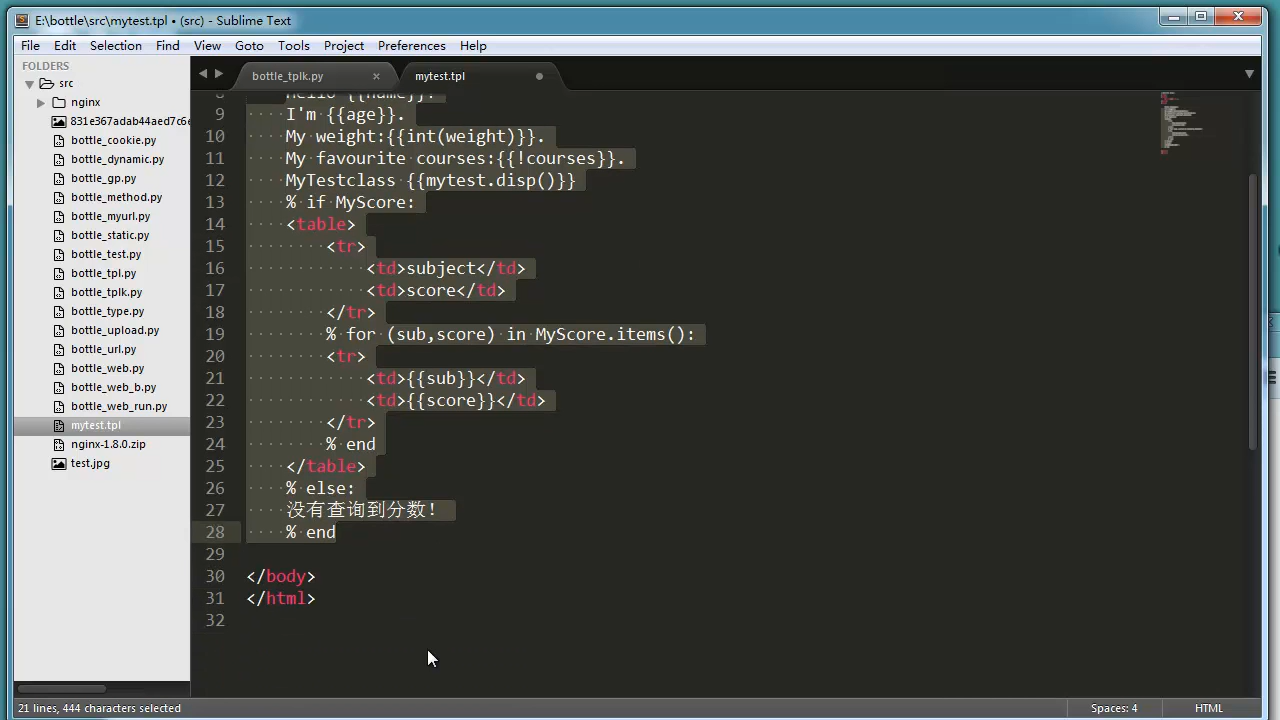 E:\bottle\src\mytest.tpl • (src) - Sublime Text
File Edit Selection Find View Goto Tools Project Preferences Help
FOLDERS
src
nginx
831e367adab44aed7c6e
bottle_cookie.py
bottle_dynamic.py
bottle_gp.py
bottle_method.py
bottle_myurl.py
bottle_static.py
bottle_test.py
bottle_tpl.py
bottle_tplk.py
bottle_type.py
bottle_upload.py
bottle_url.py
bottle_web.py
bottle_web_b.py
bottle_web_run.py
mytest.tpl
nginx-1.8.0.zip
test.jpg
bottle_tplk.py × mytest.tpl
8 Hello {{name}}.
9 I'm {{age}}.
10 My weight:{{int(weight)}}.
11 My favourite courses:{{!courses}}.
12 MyTestclass {{mytest.disp()}}
13 % if MyScore:
14 <table>
15 <tr>
16 <td>subject</td>
17 <td>score</td>
18 </tr>
19 % for (sub,score) in MyScore.items():
20 <tr>
21 <td>{{sub}}</td>
22 <td>{{score}}</td>
23 </tr>
24 % end
25 </table>
26 % else:
27 没有查询到分数!
28 % end
29
30 </body>
31 </html>
32
21 lines, 444 characters selected Spaces: 4 HTML